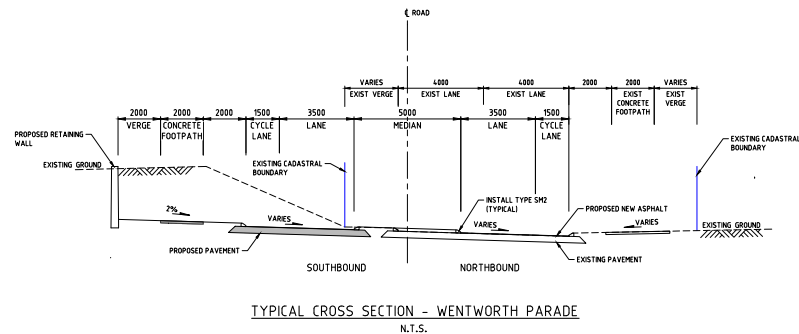 ℄ ROAD
VARIES
4000
4000
2000
2000
VARIES
EXIST VERGE
EXIST LANE
EXIST LANE
EXIST
CONCRETE
FOOTPATH
EXIST
VERGE
2000
2000
2000
1500
3500
5000
3500
1500
VERGE
CONCRETE
FOOTPATH
CYCLE
LANE
LANE
MEDIAN
LANE
CYCLE
LANE
PROPOSED RETAINING
WALL
EXISTING GROUND
EXISTING CADASTRAL
BOUNDARY
EXISTING CADASTRAL
BOUNDARY
INSTALL TYPE SM2
(TYPICAL)
PROPOSED NEW ASPHALT
2%
VARIES
VARIES
VARIES
EXISTING GROUND
PROPOSED PAVEMENT
EXISTING PAVEMENT
SOUTHBOUND
NORTHBOUND
TYPICAL CROSS SECTION - WENTWORTH PARADE
N.T.S.